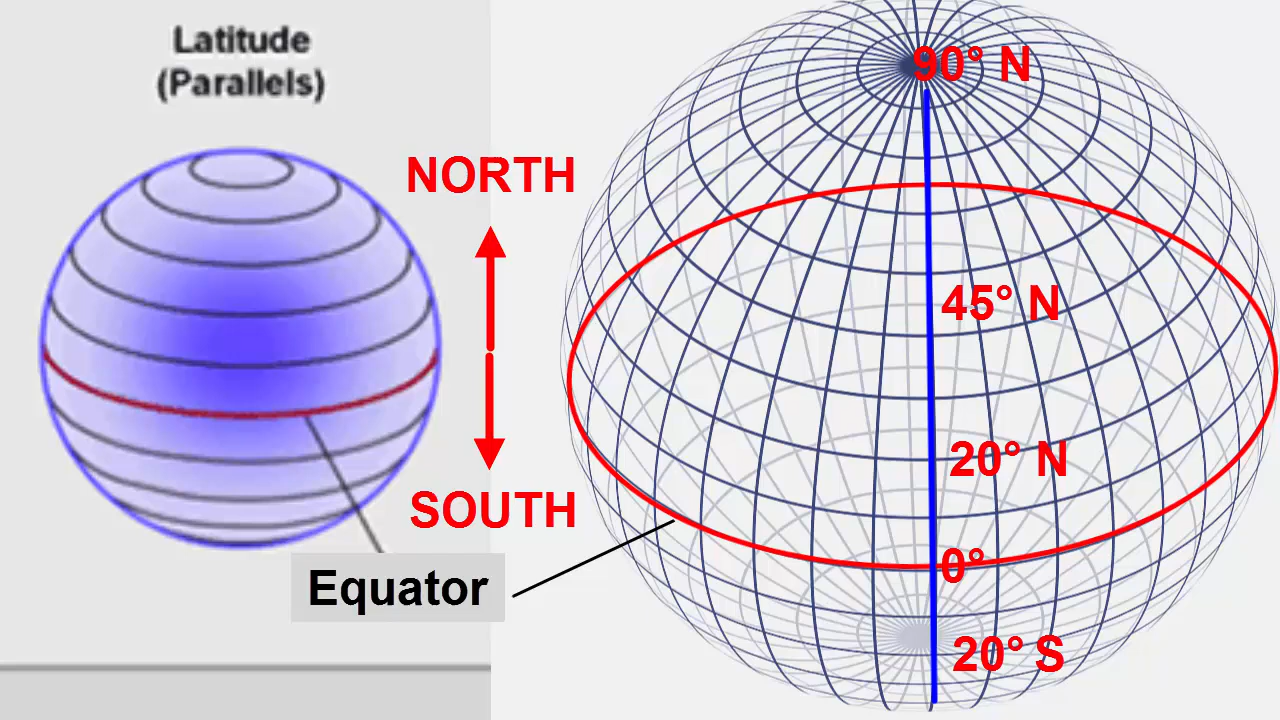 Latitude
(Parallels)
NORTH
SOUTH
Equator
90° N
45° N
20° N
0°
20° S